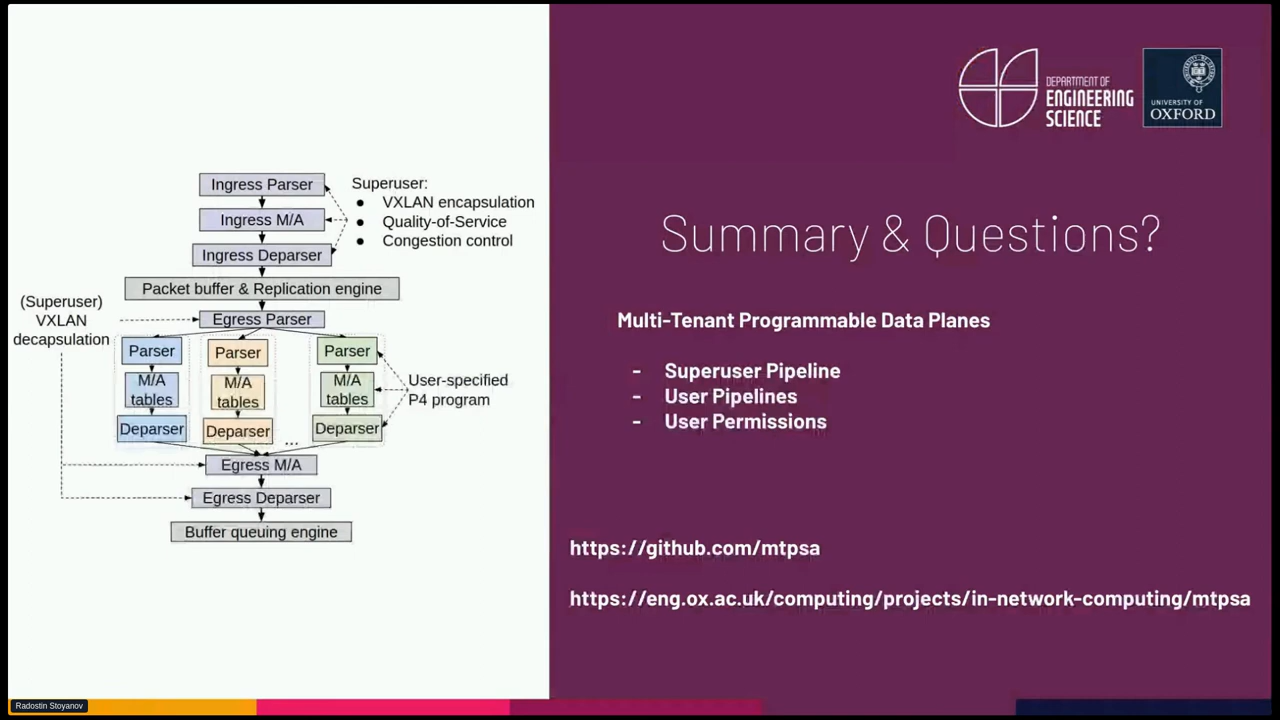 Ingress Parser
Ingress M/A
Ingress Deparser
Superuser:
● VXLAN encapsulation
● Quality-of-Service
● Congestion control
Packet buffer & Replication engine
(Superuser)
VXLAN
decapsulation
Egress Parser
Parser
M/A
tables
Deparser
Parser
M/A
tables
Deparser
...
Parser
M/A
tables
Deparser
User-specified
P4 program
Egress M/A
Egress Deparser
Buffer queuing engine
DEPARTMENT OF
ENGINEERING
SCIENCE
UNIVERSITY OF
OXFORD
Summary & Questions?
Multi-Tenant Programmable Data Planes
- Superuser Pipeline
- User Pipelines
- User Permissions
https://github.com/mtpsa
https://eng.ox.ac.uk/computing/projects/in-network-computing/mtpsa
Radostin Stoyanov